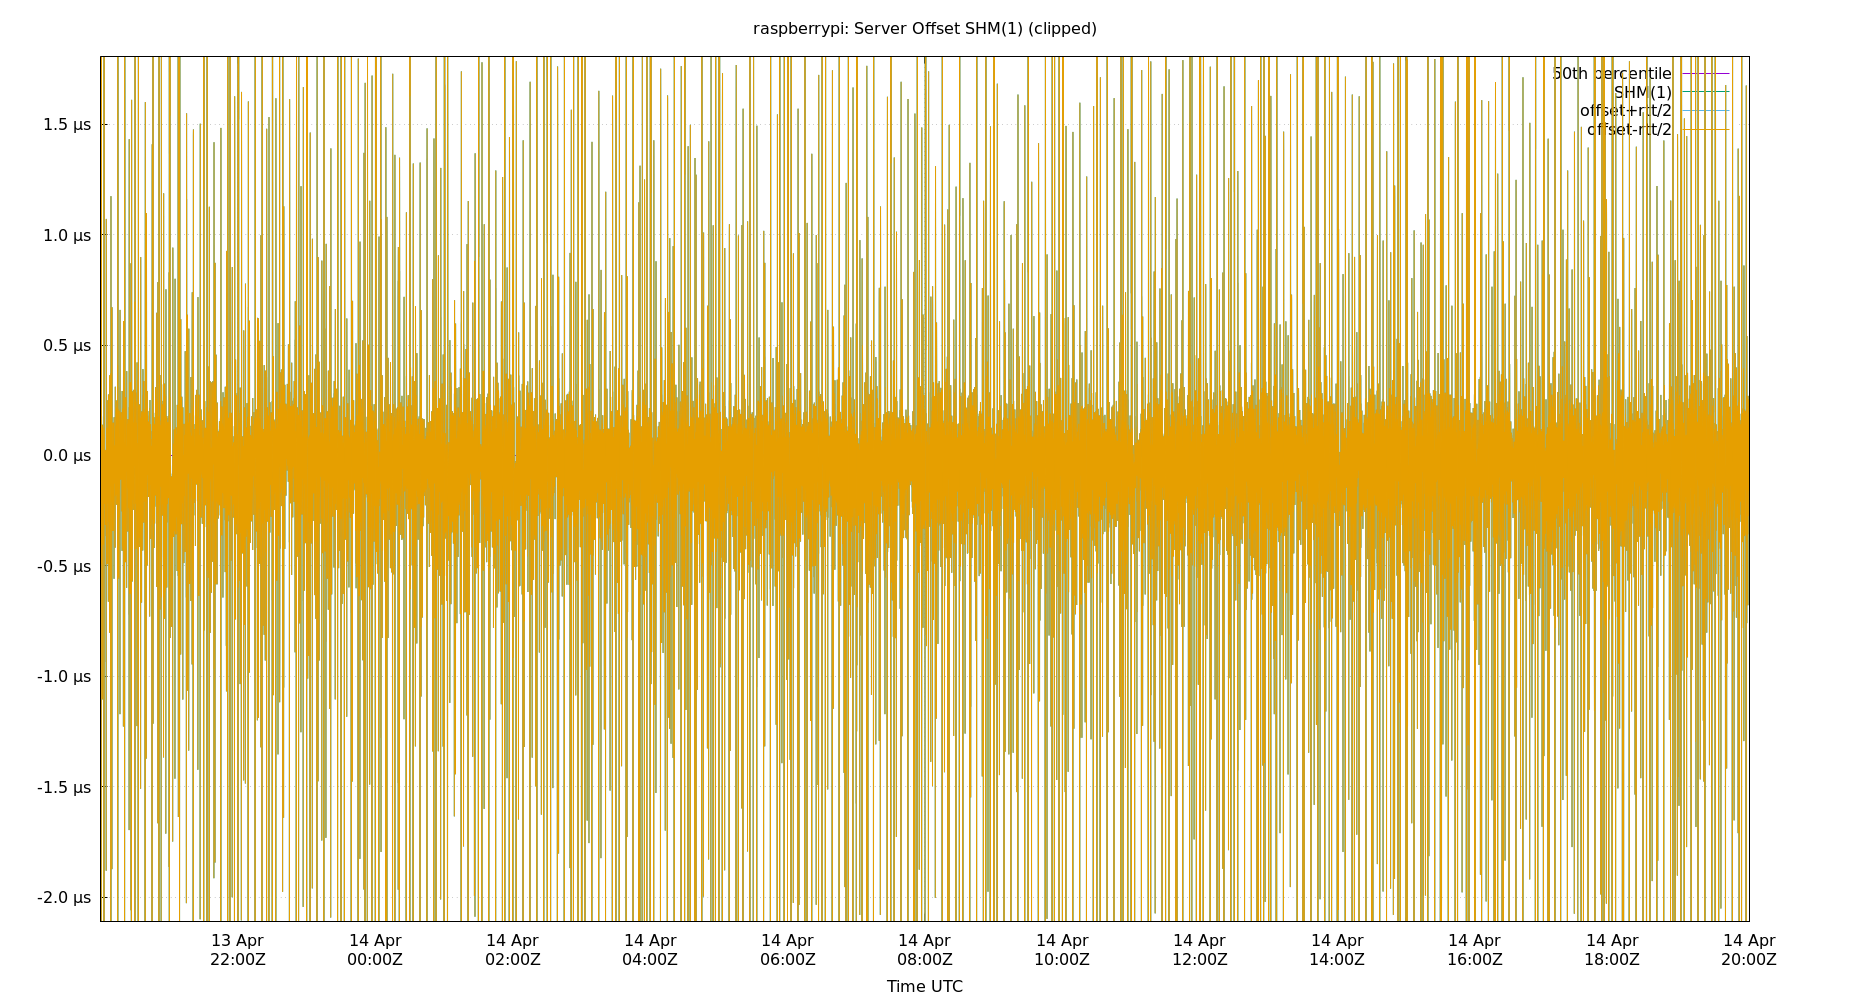 raspberrypi: Server Offset SHM(1) (clipped)
50th percentile
SHM(1)
offset+rtt/2
offset-rtt/2
1.5 µs
1.0 µs
0.5 µs
0.0 µs
-0.5 µs
-1.0 µs
-1.5 µs
-2.0 µs
13 Apr 14 Apr 14 Apr 14 Apr 14 Apr 14 Apr 14 Apr 14 Apr 14 Apr 14 Apr 14 Apr 14 Apr
22:00Z 00:00Z 02:00Z 04:00Z 06:00Z 08:00Z 10:00Z 12:00Z 14:00Z 16:00Z 18:00Z 20:00Z
Time UTC